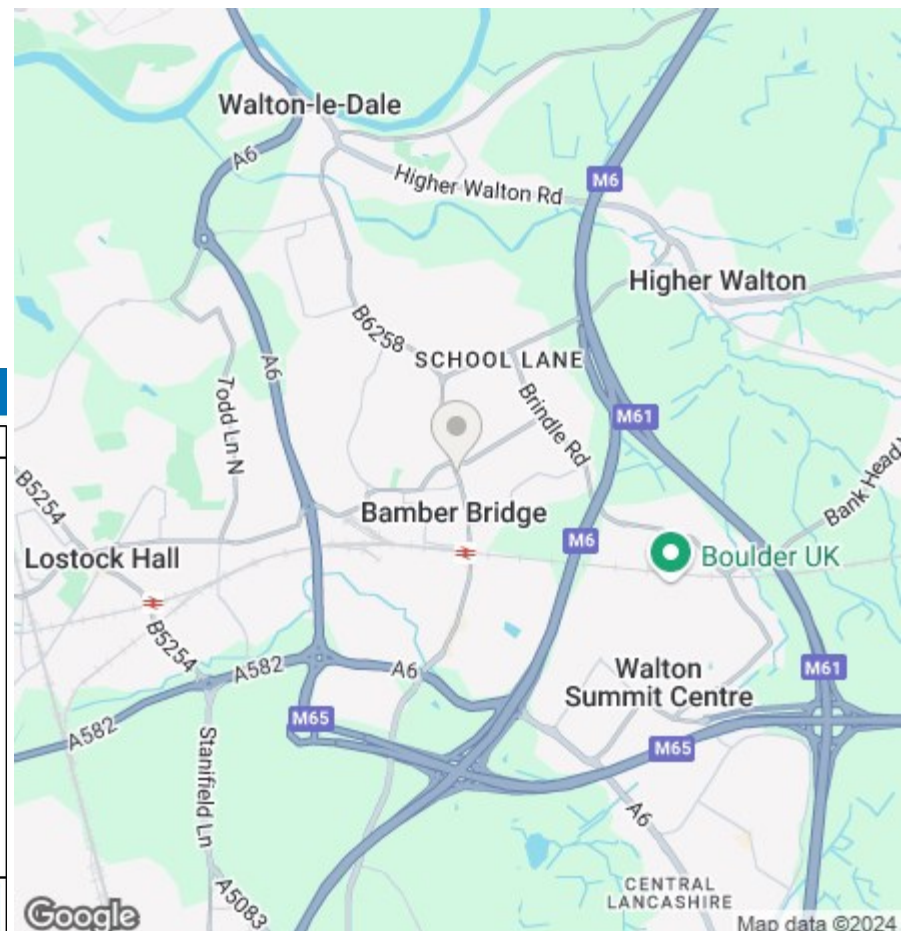 Walton-le-Dale
A6
M6
Higher Walton Rd
Higher Walton
B6258
SCHOOL LANE
A6
Todd Ln N
Brindle Rd
M61
B5254
Bank Head
Bamber Bridge
M6
Boulder UK
Lostock Hall
B5254
A582
A6
Walton
Summit Centre
M61
M65
A582
M65
Stanifield Ln
A6
A5083
CENTRAL
LANCASHIRE
Google
Map data ©2024